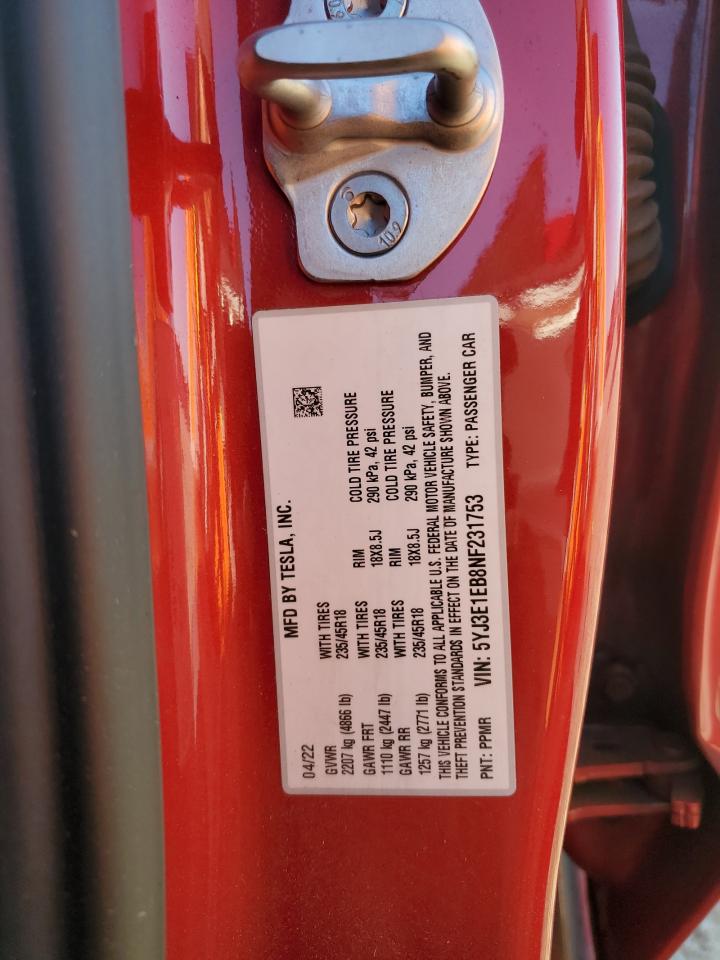 10.9
MFD BY TESLA, INC.
04/22
GVWR WITH TIRES RIM COLD TIRE PRESSURE
2207 kg (4866 lb) 235/45R18 18X8.5J 290 kPa, 42 psi
GAWR FRT WITH TIRES RIM COLD TIRE PRESSURE
1110 kg (2447 lb) 235/45R18 18X8.5J 290 kPa, 42 psi
GAWR RR WITH TIRES
1257 kg (2771 lb) 235/45R18
THIS VEHICLE CONFORMS TO ALL APPLICABLE U.S. FEDERAL MOTOR VEHICLE SAFETY, BUMPER, AND
THEFT PREVENTION STANDARDS IN EFFECT ON THE DATE OF MANUFACTURE SHOWN ABOVE.
PNT: PPMR VIN: 5YJ3E1EB8NF231753 TYPE: PASSENGER CAR